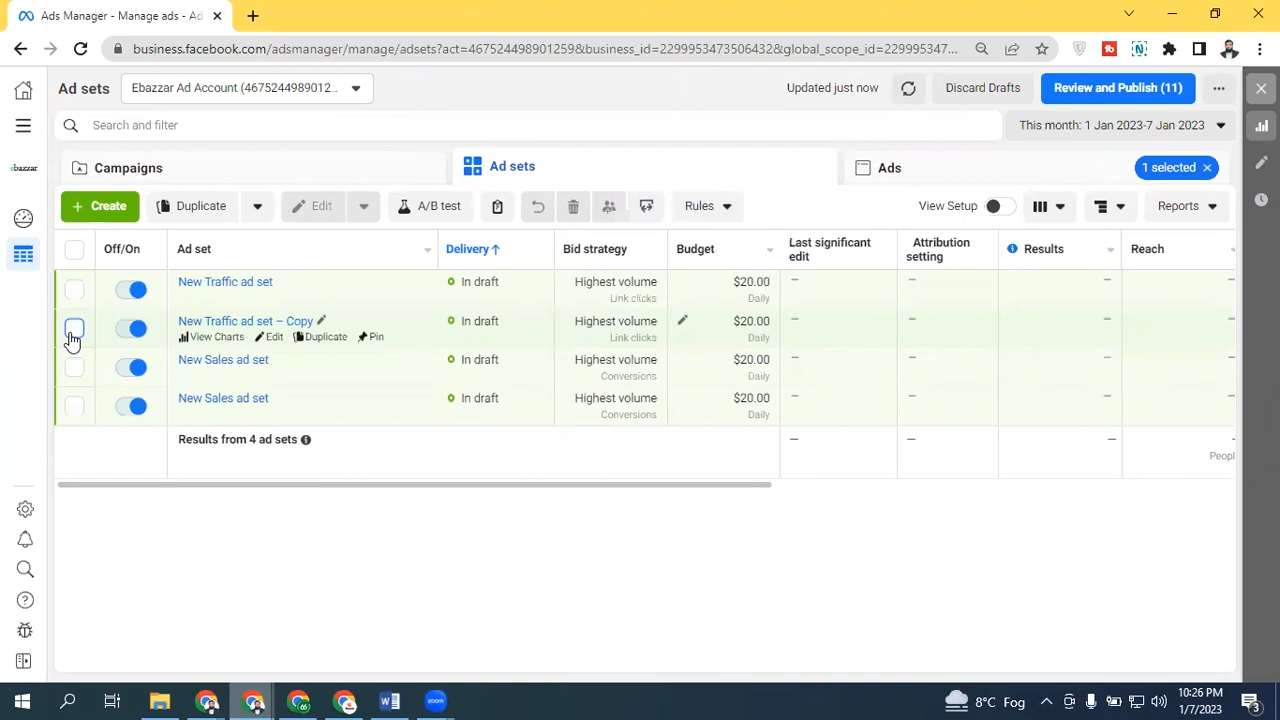 Ads Manager - Manage ads - Ad
business.facebook.com/adsmanager/manage/adsets?act=467524498901259&business_id=2299953473506432&global_scope_id=229995347...
Ad sets
Ebazzar Ad Account (4675244989012...
Updated just now
Discard Drafts
Review and Publish (11)
Search and filter
This month: 1 Jan 2023-7 Jan 2023
ebazzar
Campaigns
Ad sets
Ads
1 selected
+ Create
Duplicate
Edit
A/B test
Rules
View Setup
Reports
Off/On
Ad set
Delivery ↑
Bid strategy
Budget
Last significant edit
Attribution setting
Results
Reach
New Traffic ad set
In draft
Highest volume
Link clicks
$20.00
Daily
—
—
—
New Traffic ad set – Copy
View Charts
Edit
Duplicate
Pin
In draft
Highest volume
Link clicks
$20.00
Daily
—
—
—
New Sales ad set
In draft
Highest volume
Conversions
$20.00
Daily
—
—
—
New Sales ad set
In draft
Highest volume
Conversions
$20.00
Daily
—
—
—
Results from 4 ad sets
—
—
—
Peopl
8°C Fog
10:26 PM
1/7/2023
3